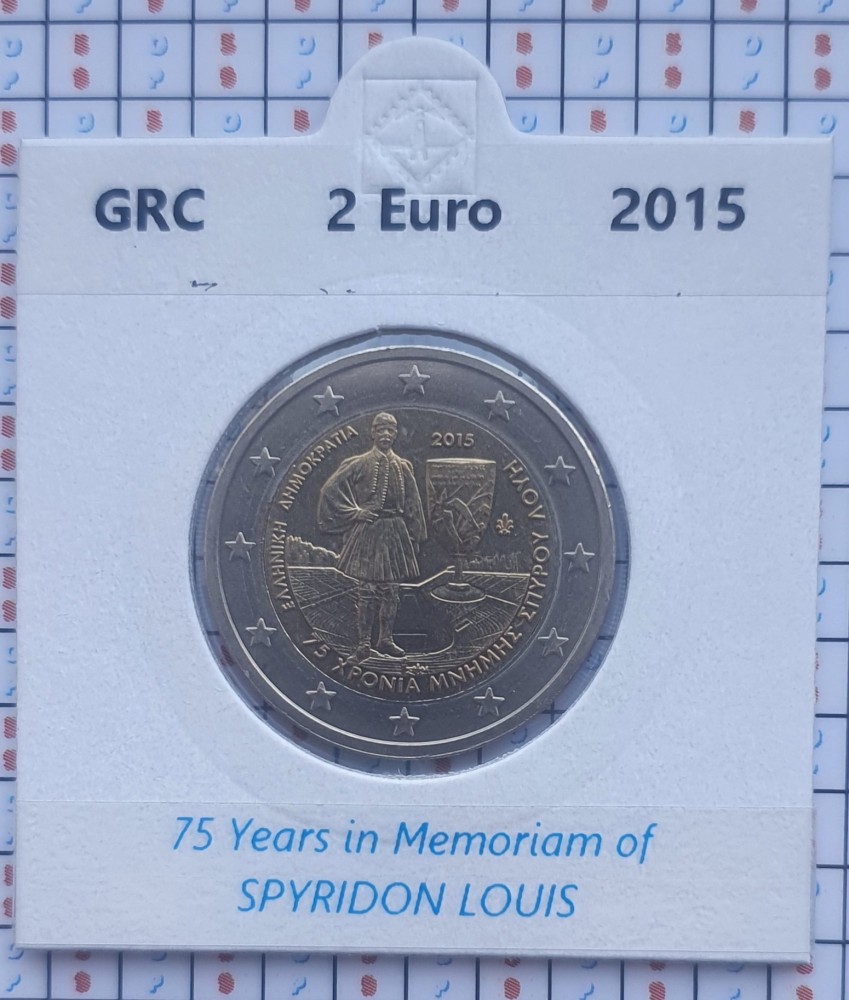 GRC 2 Euro 2015
2015
ΕΛΛΗΝΙΚΗ ΔΗΜΟΚΡΑΤΙΑ
75 ΧΡΟΝΙΑ ΜΝΗΜΗΣ ΣΠΥΡΟΥ ΛΟΥΗ
75 Years in Memoriam of
SPYRIDON LOUIS